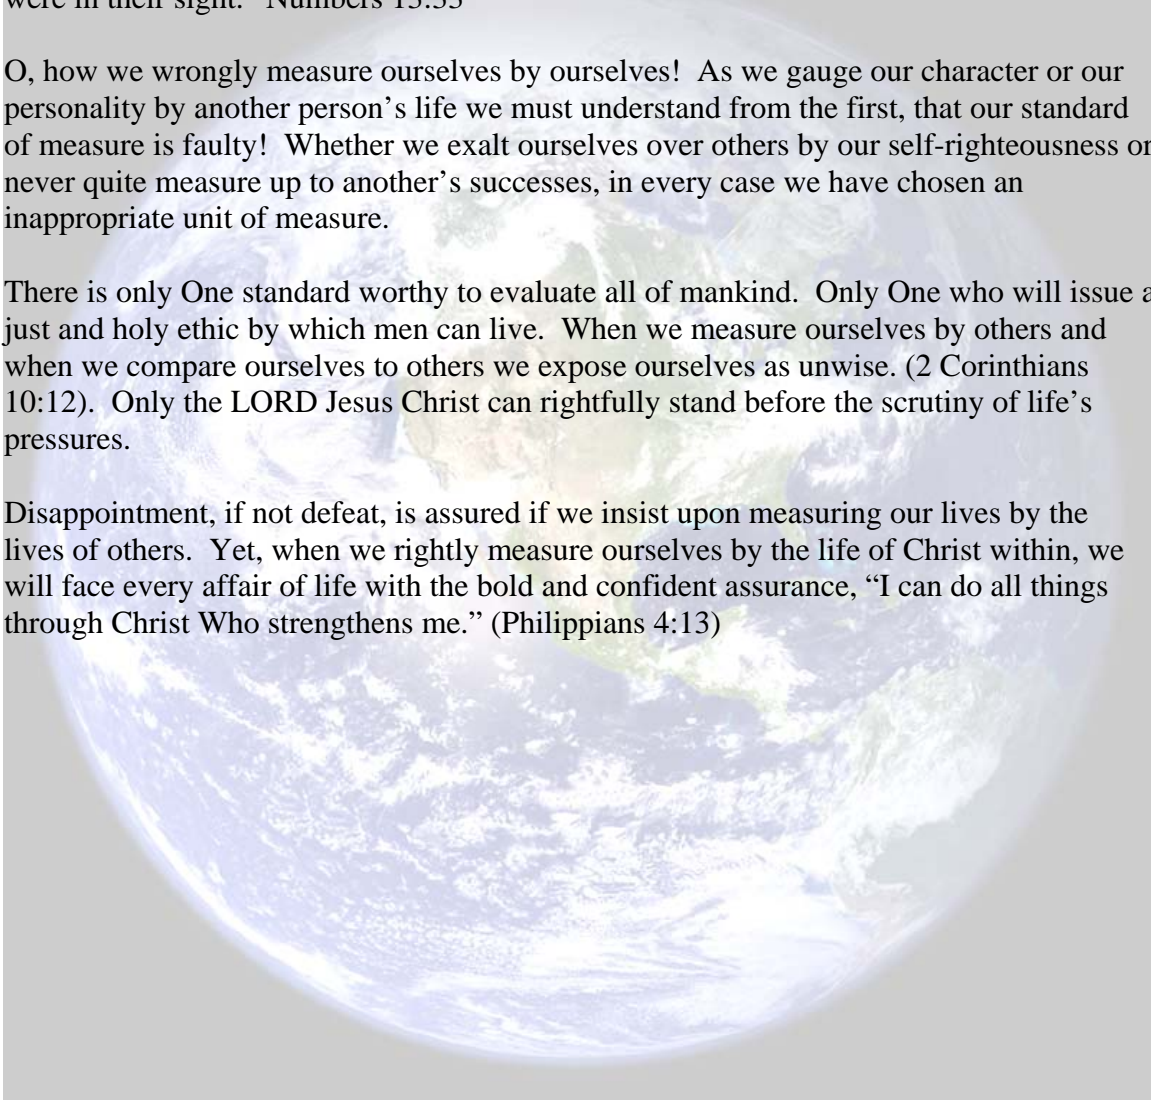 were in their sight.” Numbers 13:33
O, how we wrongly measure ourselves by ourselves! As we gauge our character or our
personality by another person’s life we must understand from the first, that our standard
of measure is faulty! Whether we exalt ourselves over others by our self-righteousness or
never quite measure up to another’s successes, in every case we have chosen an
inappropriate unit of measure.
There is only One standard worthy to evaluate all of mankind. Only One who will issue a
just and holy ethic by which men can live. When we measure ourselves by others and
when we compare ourselves to others we expose ourselves as unwise. (2 Corinthians
10:12). Only the LORD Jesus Christ can rightfully stand before the scrutiny of life’s
pressures.
Disappointment, if not defeat, is assured if we insist upon measuring our lives by the
lives of others. Yet, when we rightly measure ourselves by the life of Christ within, we
will face every affair of life with the bold and confident assurance, “I can do all things
through Christ Who strengthens me.” (Philippians 4:13)